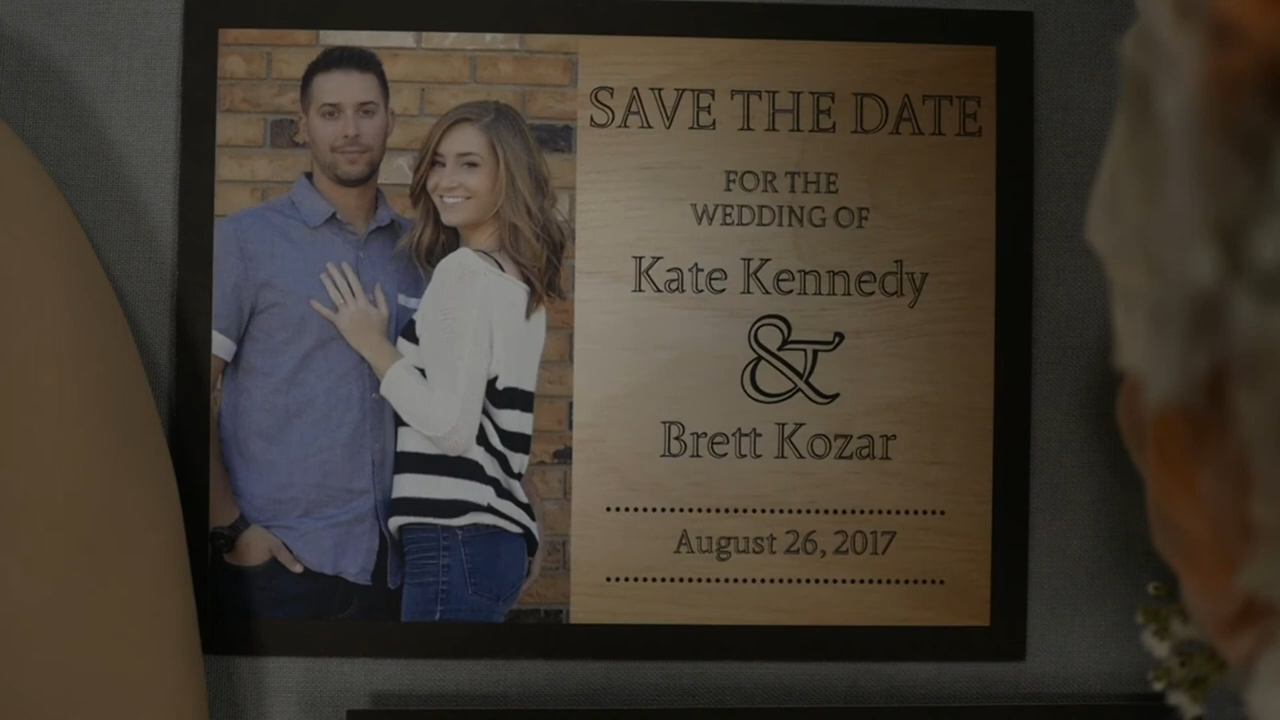 SAVE THE DATE
FOR THE
WEDDING OF
Kate Kennedy
&
Brett Kozar
August 26, 2017